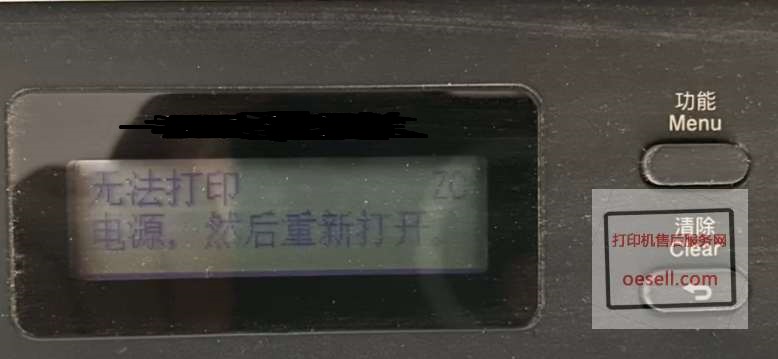 无法打印 ZC
电源, 然后重新打开
功能
Menu
清除
Clear
打印机售后服务网
oesell.com